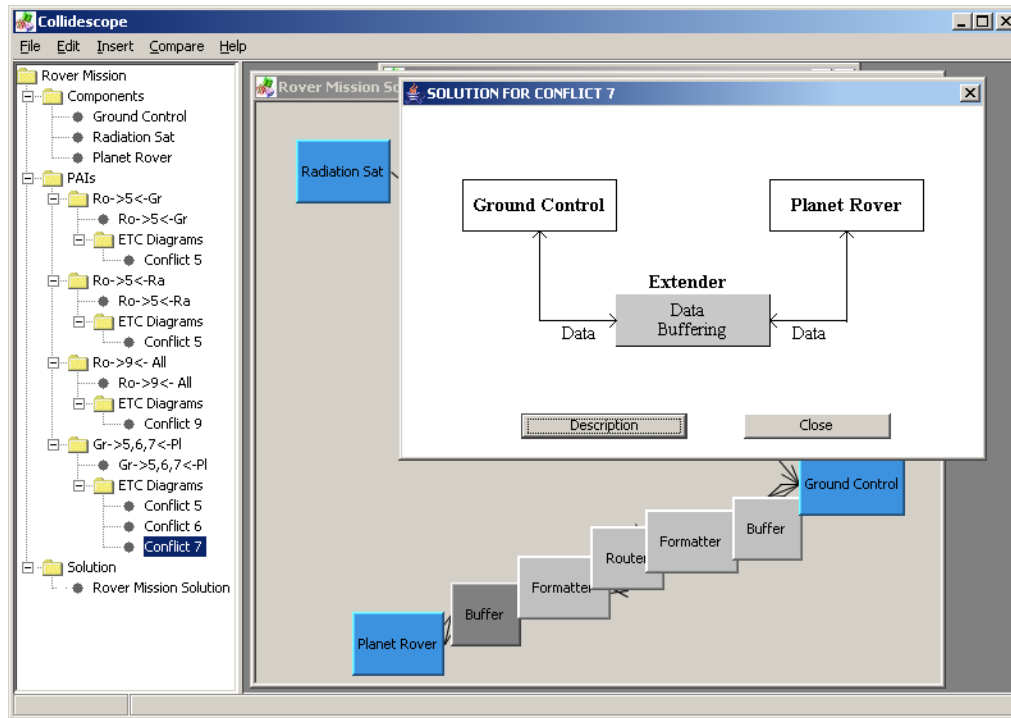 Collidescope
File Edit Insert Compare Help
Rover Mission
Components
Ground Control
Radiation Sat
Planet Rover
PAIs
Ro->5<-Gr
Ro->5<-Gr
ETC Diagrams
Conflict 5
Ro->5<-Ra
Ro->5<-Ra
ETC Diagrams
Conflict 5
Ro->9<- All
Ro->9<- All
ETC Diagrams
Conflict 9
Gr->5,6,7<-Pl
Gr->5,6,7<-Pl
ETC Diagrams
Conflict 5
Conflict 6
Conflict 7
Solution
Rover Mission Solution
Rover Mission So
Radiation Sat
SOLUTION FOR CONFLICT 7
Ground Control
Planet Rover
Extender
Data
Buffering
Data
Data
Description
Close
Ground Control
Buffer
Formatter
Router
Formatter
Buffer
Planet Rover